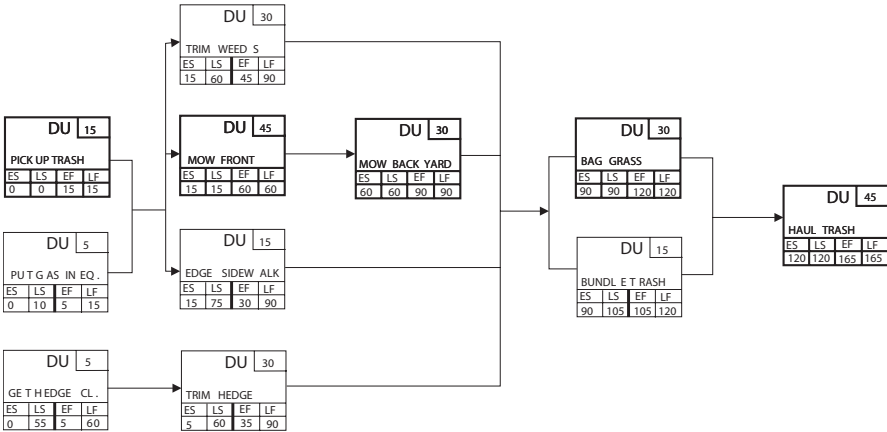 DU 30
TRIM WEED S
ES LS EF LF
15 60 45 90
DU 15
PICK UP TRASH
ES LS EF LF
0 0 15 15
DU 45
MOW FRONT
ES LS EF LF
15 15 60 60
DU 30
MOW BACK YARD
ES LS EF LF
60 60 90 90
DU 30
BAG GRASS
ES LS EF LF
90 90 120 120
DU 45
HAUL TRASH
ES LS EF LF
120 120 165 165
DU 5
PU T G AS IN EQ .
ES LS EF LF
0 10 5 15
DU 15
EDGE SIDEW ALK
ES LS EF LF
15 75 30 90
DU 15
BUNDL E T RASH
ES LS EF LF
90 105 105 120
DU 5
GE T H EDGE CL .
ES LS EF LF
0 55 5 60
DU 30
TRIM HEDGE
ES LS EF LF
5 60 35 90